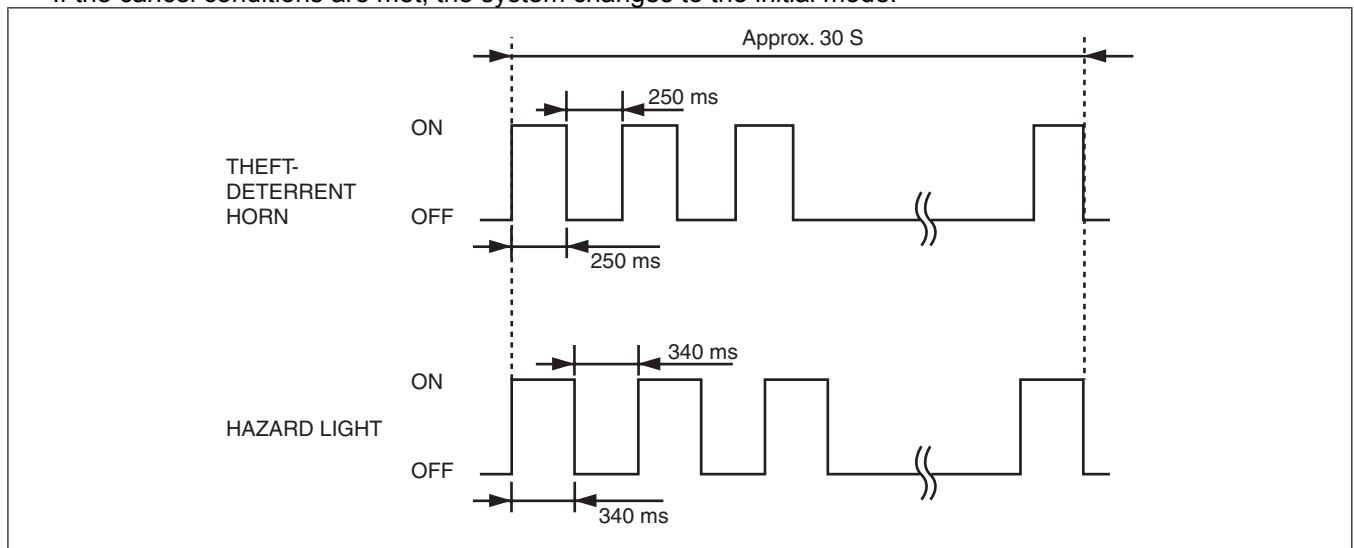 If the cancel conditions are met, the system changes to the initial mode.
Approx. 30 S
250 ms
ON
THEFT-
DETERRENT
HORN
OFF
250 ms
340 ms
ON
HAZARD LIGHT
OFF
340 ms